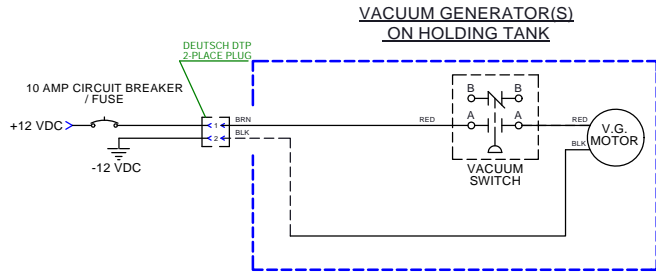 VACUUM GENERATOR(S)
ON HOLDING TANK
DEUTSCH DTP
2-PLACE PLUG
10 AMP CIRCUIT BREAKER
/ FUSE
+12 VDC
1
BRN
2
BLK
-12 VDC
RED
B
B
A
A
VACUUM
SWITCH
RED
BLK
V.G.
MOTOR